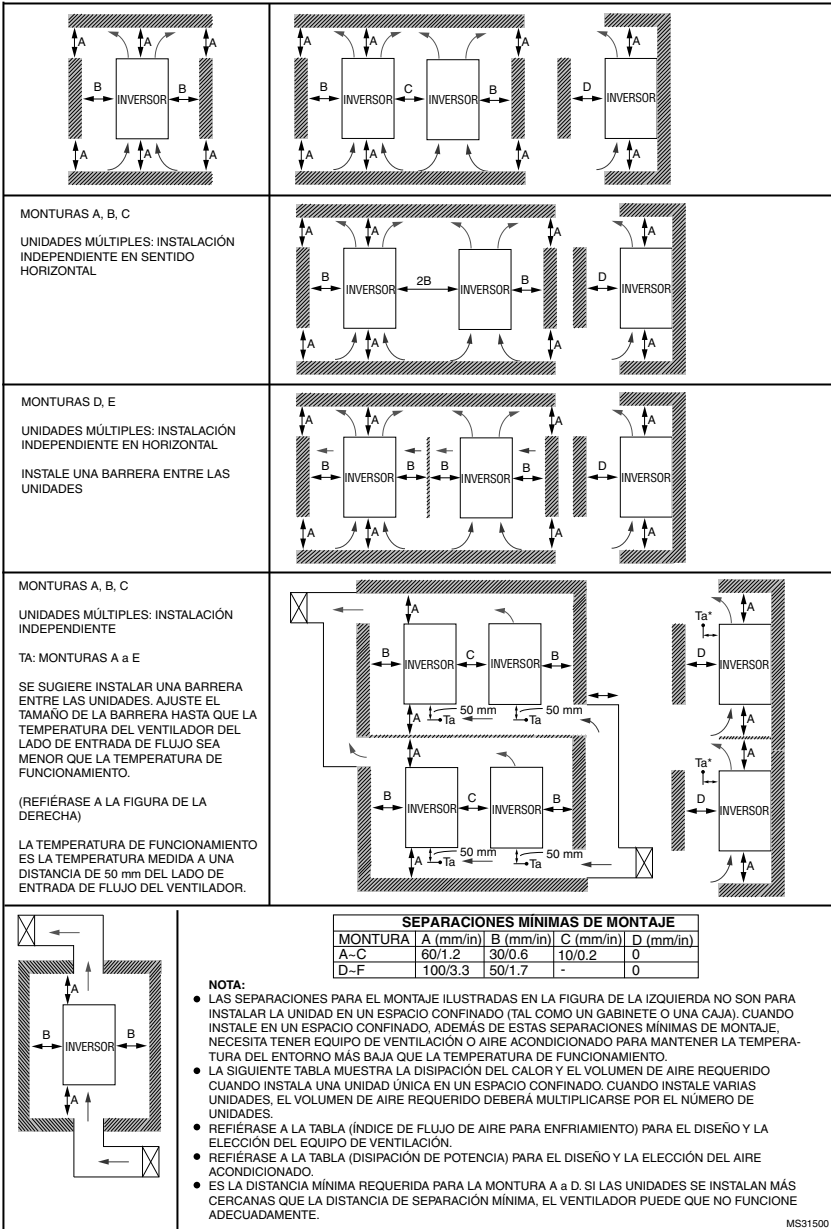 A A A
B INVERSOR B
A A A
A A A
B INVERSOR C INVERSOR B D INVERSOR
A A A A
MONTURAS A, B, C
UNIDADES MÚLTIPLES: INSTALACIÓN
INDEPENDIENTE EN SENTIDO
HORIZONTAL
A A A A
B INVERSOR 2B INVERSOR B D INVERSOR
A A A A
MONTURAS D, E
UNIDADES MÚLTIPLES: INSTALACIÓN
INDEPENDIENTE EN HORIZONTAL
INSTALE UNA BARRERA ENTRE LAS
UNIDADES
A A A A
B INVERSOR B B INVERSOR B D INVERSOR
A A A A
MONTURAS A, B, C
UNIDADES MÚLTIPLES: INSTALACIÓN
INDEPENDIENTE
TA: MONTURAS A a E
SE SUGIERE INSTALAR UNA BARRERA
ENTRE LAS UNIDADES. AJUSTE EL
TAMAÑO DE LA BARRERA HASTA QUE LA
TEMPERATURA DEL VENTILADOR DEL
LADO DE ENTRADA DE FLUJO SEA
MENOR QUE LA TEMPERATURA DE
FUNCIONAMIENTO.
(REFIÉRASE A LA FIGURA DE LA
DERECHA)
LA TEMPERATURA DE FUNCIONAMIENTO
ES LA TEMPERATURA MEDIDA A UNA
DISTANCIA DE 50 mm DEL LADO DE
ENTRADA DE FLUJO DEL VENTILADOR.
A Ta* A
B INVERSOR C INVERSOR B D INVERSOR
A 50 mm Ta 50 mm Ta A
A Ta* A
B INVERSOR C INVERSOR B D INVERSOR
A 50 mm Ta 50 mm Ta A
A
B INVERSOR B
A
SEPARACIONES MÍNIMAS DE MONTAJE
MONTURA A (mm/in) B (mm/in) C (mm/in) D (mm/in)
A~C 60/1.2 30/0.6 10/0.2 0
D~F 100/3.3 50/1.7 - 0
NOTA:
● LAS SEPARACIONES PARA EL MONTAJE ILUSTRADAS EN LA FIGURA DE LA IZQUIERDA NO SON PARA
INSTALAR LA UNIDAD EN UN ESPACIO CONFINADO (TAL COMO UN GABINETE O UNA CAJA). CUANDO
INSTALE EN UN ESPACIO CONFINADO, ADEMÁS DE ESTAS SEPARACIONES MÍNIMAS DE MONTAJE,
NECESITA TENER EQUIPO DE VENTILACIÓN O AIRE ACONDICIONADO PARA MANTENER LA TEMPERA-
TURA DEL ENTORNO MÁS BAJA QUE LA TEMPERATURA DE FUNCIONAMIENTO.
● LA SIGUIENTE TABLA MUESTRA LA DISIPACIÓN DEL CALOR Y EL VOLUMEN DE AIRE REQUERIDO
CUANDO INSTALA UNA UNIDAD ÚNICA EN UN ESPACIO CONFINADO. CUANDO INSTALE VARIAS
UNIDADES, EL VOLUMEN DE AIRE REQUERIDO DEBERÁ MULTIPLICARSE POR EL NÚMERO DE
UNIDADES.
● REFIÉRASE A LA TABLA (ÍNDICE DE FLUJO DE AIRE PARA ENFRIAMIENTO) PARA EL DISEÑO Y LA
ELECCIÓN DEL EQUIPO DE VENTILACIÓN.
● REFIÉRASE A LA TABLA (DISIPACIÓN DE POTENCIA) PARA EL DISEÑO Y LA ELECCIÓN DEL AIRE
ACONDICIONADO.
● ES LA DISTANCIA MÍNIMA REQUERIDA PARA LA MONTURA A a D. SI LAS UNIDADES SE INSTALAN MÁS
CERCANAS QUE LA DISTANCIA DE SEPARACIÓN MÍNIMA, EL VENTILADOR PUEDE QUE NO FUNCIONE
ADECUADAMENTE.
MS31500